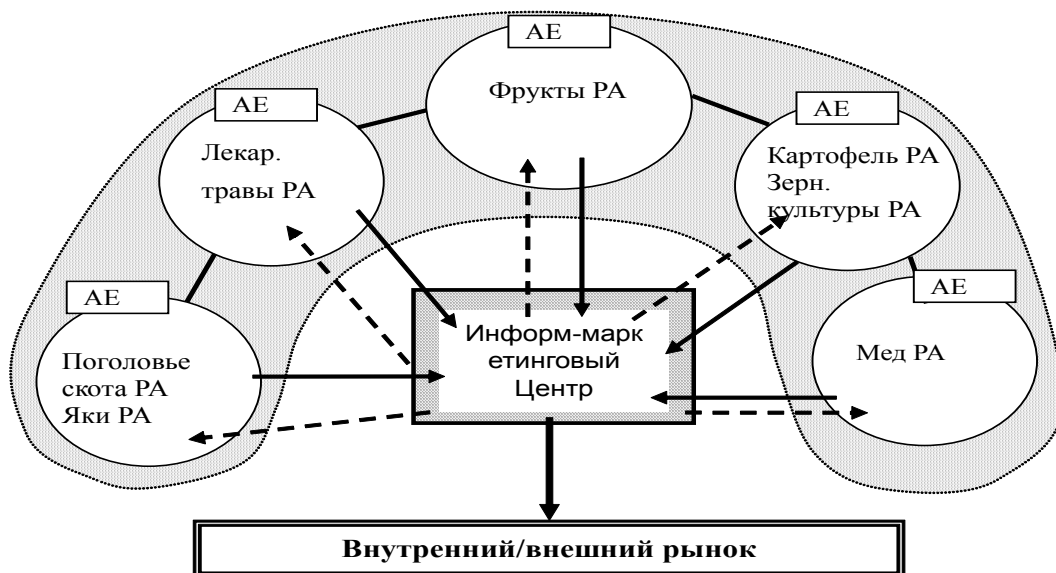 АЕ
Фрукты РА
АЕ
Лекар.
травы РА
АЕ
Картофель РА
Зерн.
культуры РА
АЕ
Поголовье
скота РА
Яки РА
АЕ
Мед РА
Информ-марк
етинговый
Центр
Внутренний/внешний рынок